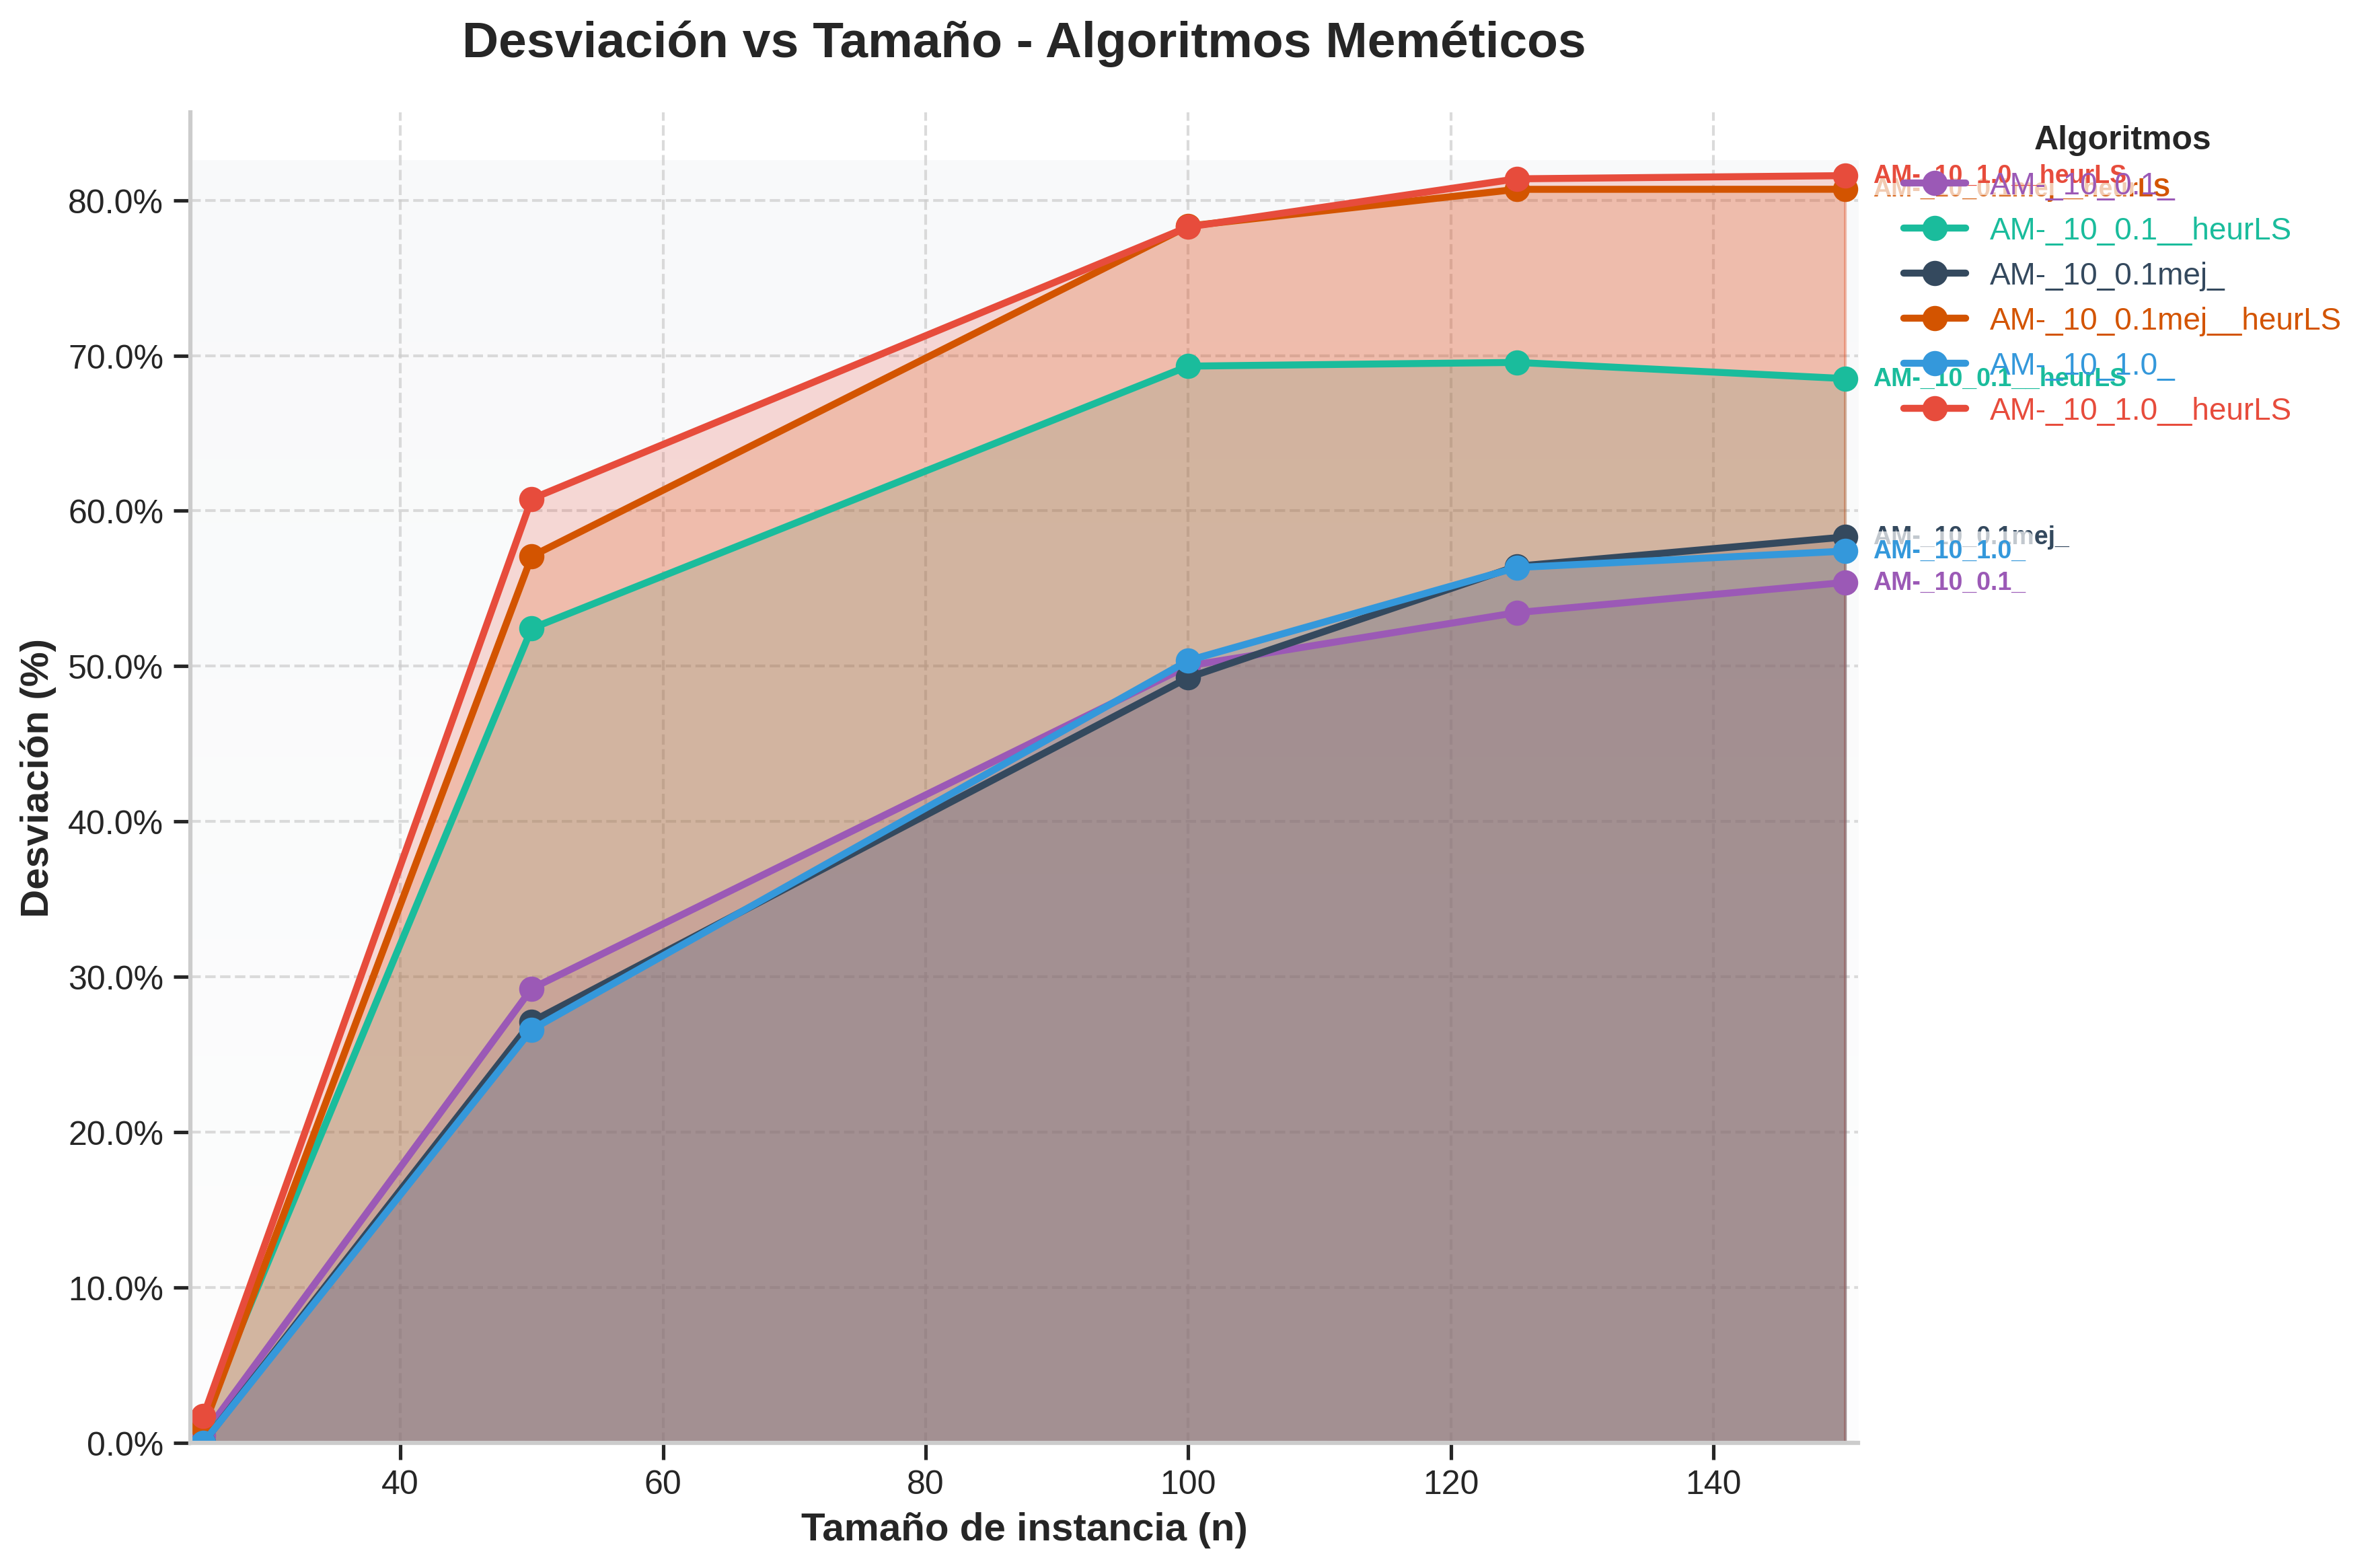 Desviación vs Tamaño - Algoritmos Meméticos
Desviación (%)
80.0%
70.0%
60.0%
50.0%
40.0%
30.0%
20.0%
10.0%
0.0%
40
60
80
100
120
140
Tamaño de instancia (n)
AM-_10_1.0__heurLS
AM-_10_0.1mej__heurLS
AM-_10_0.1__heurLS
AM-_10_0.1mej_
AM-_10_1.0_
AM-_10_0.1_
Algoritmos
AM-_10_0.1_
AM-_10_0.1__heurLS
AM-_10_0.1mej_
AM-_10_0.1mej__heurLS
AM-_10_1.0_
AM-_10_1.0__heurLS